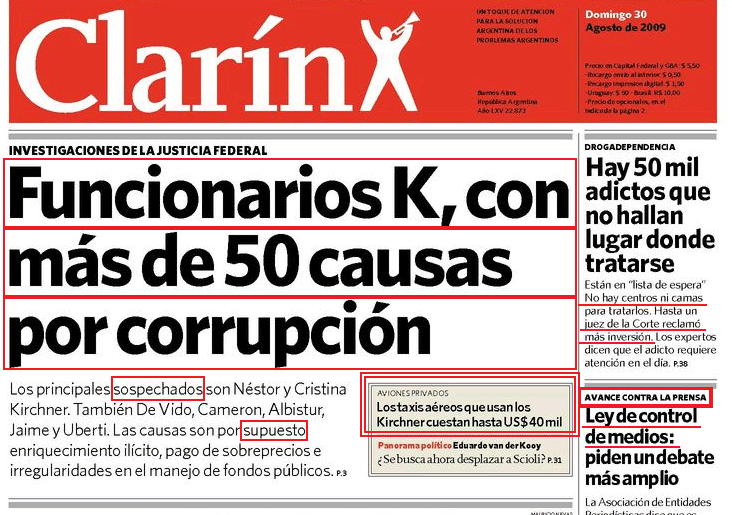 Clarín
UN TOQUE DE ATENCION
PARA LA SOLUCION
ARGENTINA DE LOS
PROBLEMAS ARGENTINOS
Buenos Aires
República Argentina
Año LXV 22.873
Domingo 30
Agosto de 2009
Precio en Capital Federal y GBA: $ 5,50
-Recargo envío al interior: $ 0,50
-Recargo impresión digital: $ 1,50
-Uruguay: $ 60 - Brasil: R$ 10,00
-Precio de opcionales, en el
índice de la página 2.
INVESTIGACIONES DE LA JUSTICIA FEDERAL
Funcionarios K, con
más de 50 causas
por corrupción
Los principales sospechados son Néstor y Cristina
Kirchner. También De Vido, Cameron, Albistur,
Jaime y Uberti. Las causas son por supuesto
enriquecimiento ilícito, pago de sobreprecios e
irregularidades en el manejo de fondos públicos. P.3
AVIONES PRIVADOS
Los taxis aéreos que usan los
Kirchner cuestan hasta US$ 40 mil
Panorama político Eduardo van der Kooy
¿Se busca ahora desplazar a Scioli? P.31
DROGADEPENDENCIA
Hay 50 mil
adictos que
no hallan
lugar donde
tratarse
Están en "lista de espera"
No hay centros ni camas
para tratarlos. Hasta un
juez de la Corte reclamó
más inversión. Los expertos
dicen que el adicto requiere
atención en el día. P.38
AVANCE CONTRA LA PRENSA
Ley de control
de medios:
piden un debate
más amplio
La Asociación de Entidades